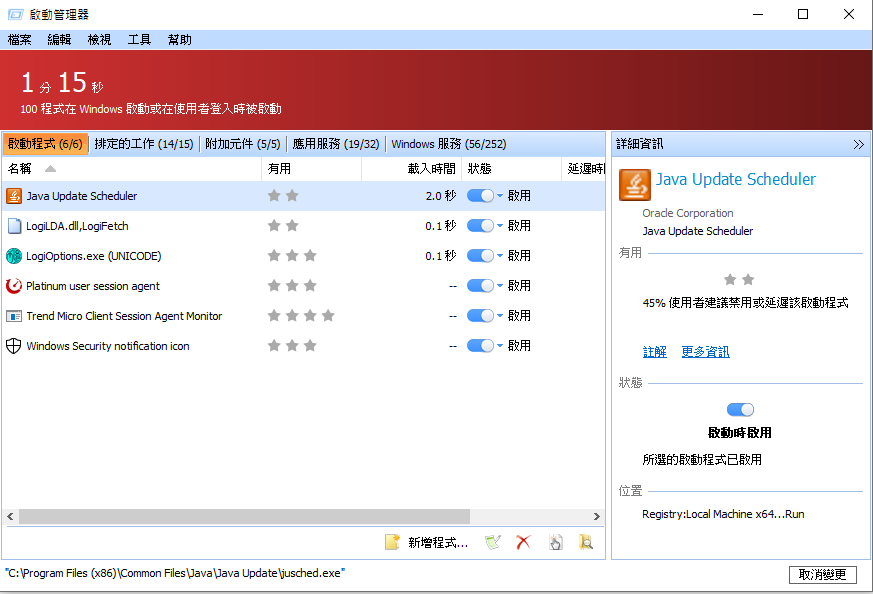 啟動管理器
檔案 編輯 檢視 工具 幫助
1 分 15 秒
100 程式在 Windows 啟動或在使用者登入時被啟動
啟動程式 (6/6) 排定的工作 (14/15) 附加元件 (5/5) 應用服務 (19/32) Windows 服務 (56/252)
名稱 有用 載入時間 狀態 延遲時
Java Update Scheduler 2.0 秒 啟用
LogiLDA.dll,LogiFetch 0.1 秒 啟用
LogiOptions.exe (UNICODE) 0.1 秒 啟用
Platinum user session agent -- 啟用
Trend Micro Client Session Agent Monitor -- 啟用
Windows Security notification icon -- 啟用
新增程式...
詳細資訊
Java Update Scheduler
Oracle Corporation
Java Update Scheduler
有用
45% 使用者建議禁用或延遲該啟動程式
註解 更多資訊
狀態
啟動時啟用
所選的啟動程式已啟用
位置
Registry:Local Machine x64...Run
"C:\Program Files (x86)\Common Files\Java\Java Update\jusched.exe"
取消變更